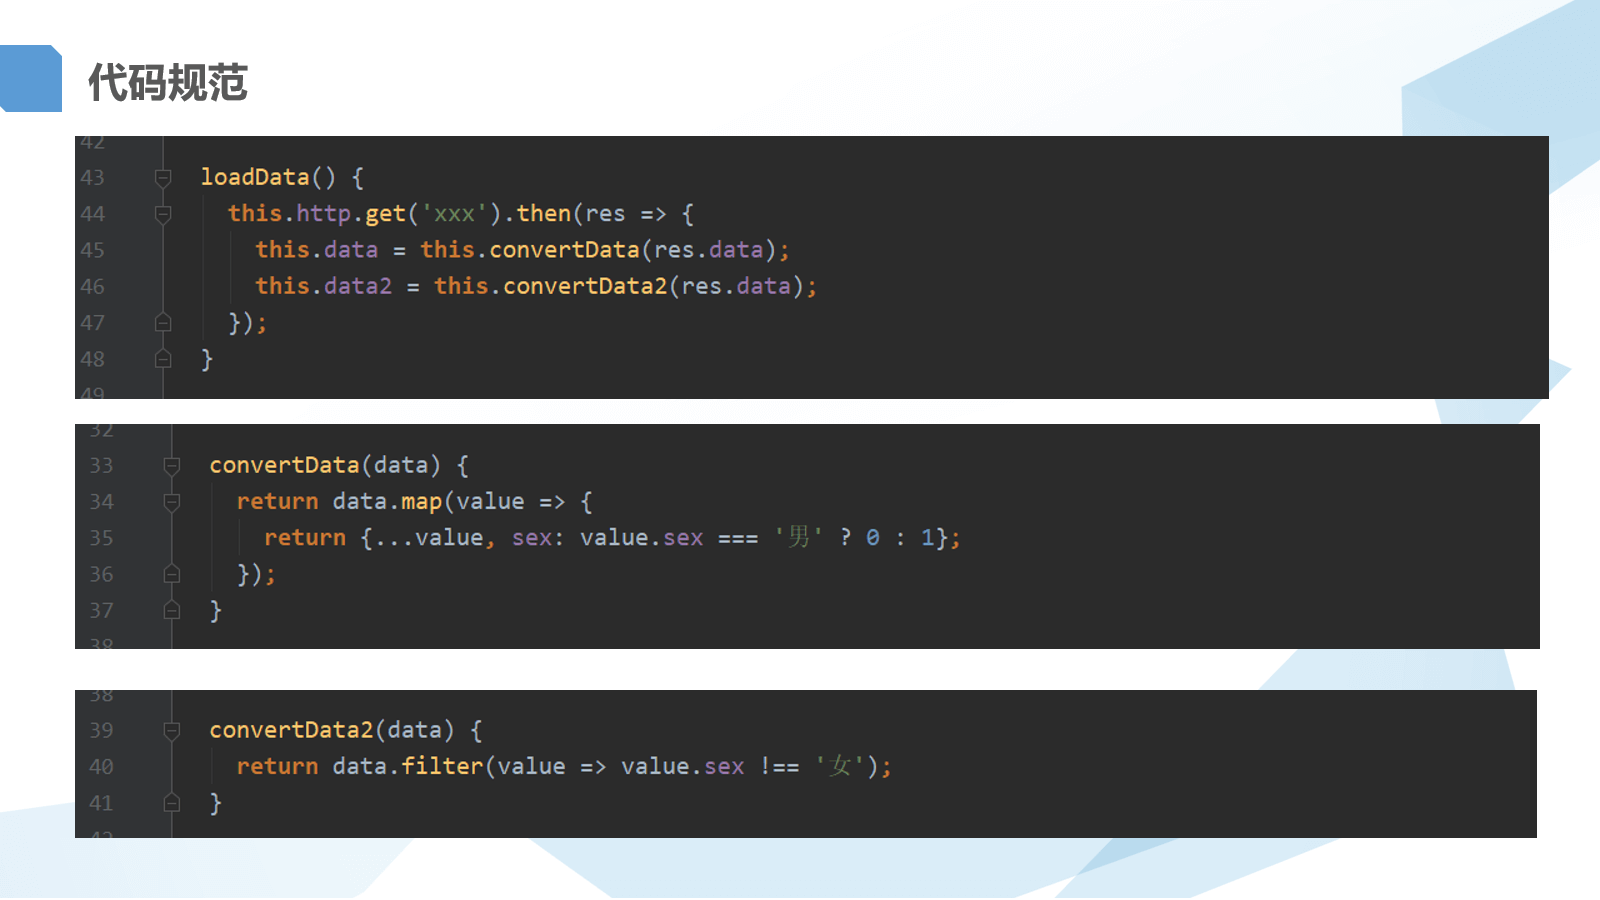 代码规范
42
43 loadData() {
44 this.http.get('xxx').then(res => {
45 this.data = this.convertData(res.data);
46 this.data2 = this.convertData2(res.data);
47 });
48 }
49
32
33 convertData(data) {
34 return data.map(value => {
35 return {...value, sex: value.sex === '男' ? 0 : 1};
36 });
37 }
38
38
39 convertData2(data) {
40 return data.filter(value => value.sex !== '女');
41 }
42